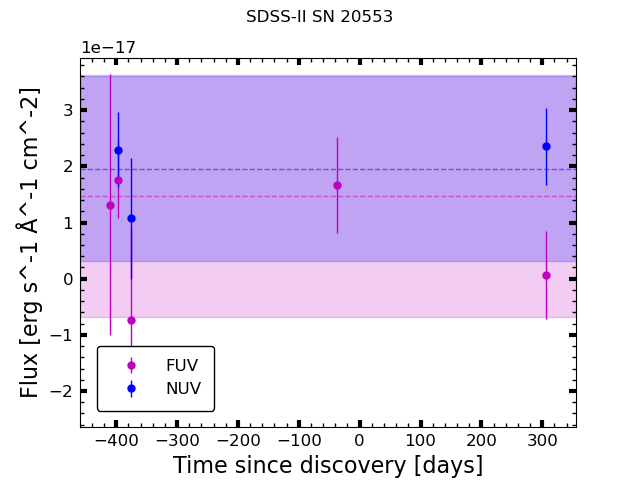 SDSS-II SN 20553
1e−17
3
2
1
0
−1
−2
Flux [erg s^-1 Å^-1 cm^-2]
FUV
NUV
−400 −300 −200 −100 0 100 200 300
Time since discovery [days]